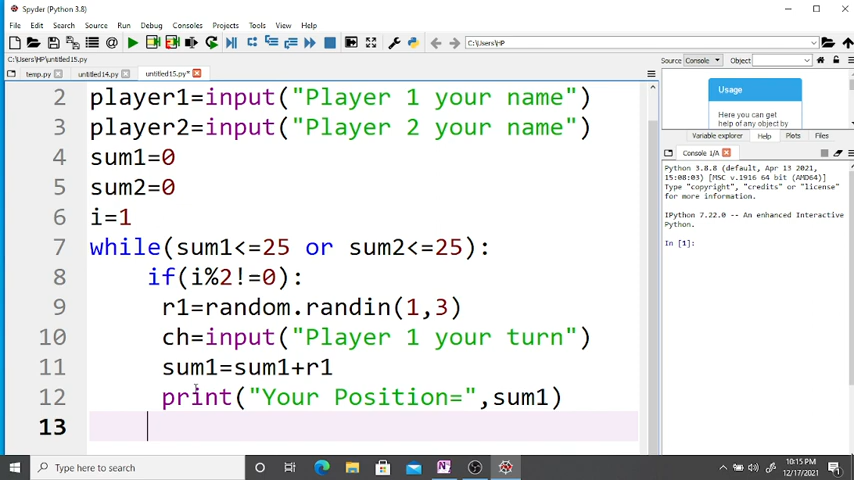 Spyder (Python 3.8)
File Edit Search Source Run Debug Consoles Projects Tools View Help
C:\Users\HP
C:\Users\HP\untitled15.py
temp.py untitled14.py untitled15.py*
Source Console Object
Usage
Here you can get
help of any object by
Variable explorer Help Plots Files
Console 1/A
Python 3.8.8 (default, Apr 13 2021,
15:08:03) [MSC v.1916 64 bit (AMD64)]
Type "copyright", "credits" or "license"
for more information.
IPython 7.22.0 -- An enhanced Interactive
Python.
In [1]:
2 player1=input("Player 1 your name")
3 player2=input("Player 2 your name")
4 sum1=0
5 sum2=0
6 i=1
7 while(sum1<=25 or sum2<=25):
8 if(i%2!=0):
9 r1=random.randin(1,3)
10 ch=input("Player 1 your turn")
11 sum1=sum1+r1
12 print("Your Position=",sum1)
13
Type here to search
10:15 PM
12/17/2021